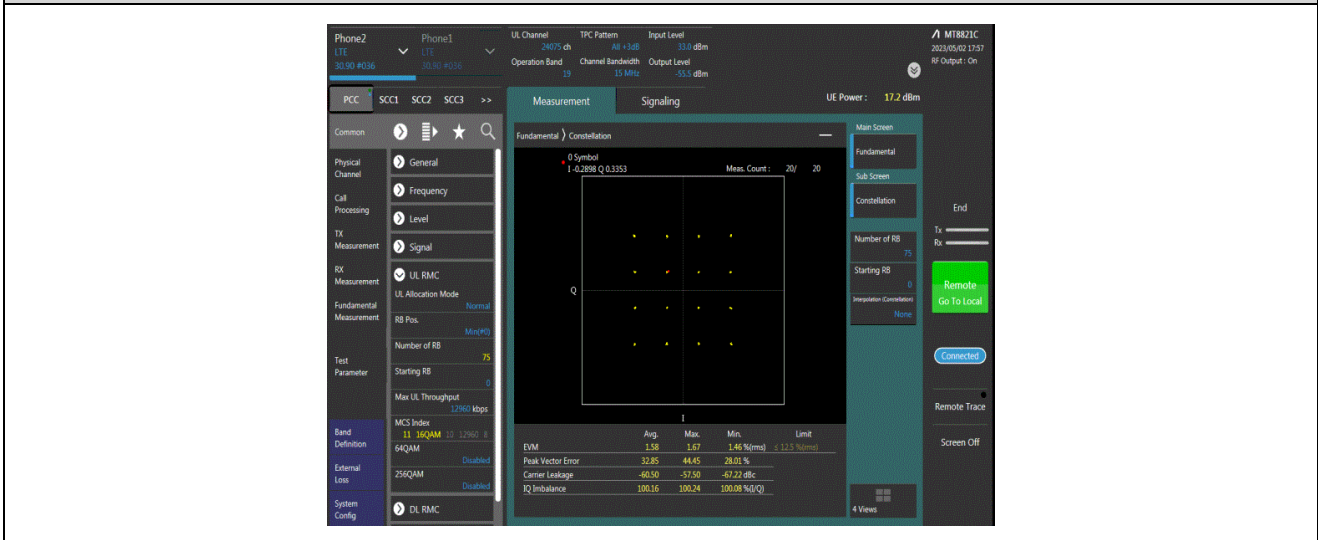 Phone2
LTE
30.90 #036
Phone1
LTE
30.90 #036
UL Channel
24075 ch
TPC Pattern
All +3dB
Input Level
33.0 dBm
Operation Band
19
Channel Bandwidth
15 MHz
Output Level
-55.5 dBm
MT8821C
2023/05/02 17:57
RF Output : On
PCC SCC1 SCC2 SCC3 >>
Measurement Signaling
UE Power : 17.2 dBm
Common
Physical
Channel
Call
Processing
TX
Measurement
RX
Measurement
Fundamental
Measurement
Test
Parameter
Band
Definition
External
Loss
System
Config
General
Frequency
Level
Signal
UL RMC
UL Allocation Mode
Normal
RB Pos.
Min(#0)
Number of RB
75
Starting RB
0
Max UL Throughput
12960 kbps
MCS Index
11 16QAM 10 12960 8
64QAM
Disabled
256QAM
Disabled
DL RMC
Fundamental 〉 Constellation
0 Symbol
I -0.2898 Q 0.3353
Meas. Count : 20/ 20
Q
I
Avg. Max. Min. Limit
EVM 1.58 1.67 1.46 %(rms) ≤ 12.5 %(rms)
Peak Vector Error 32.85 44.45 28.01 %
Carrier Leakage -60.50 -57.50 -67.22 dBc
IQ Imbalance 100.16 100.24 100.08 %(I/Q)
Main Screen
Fundamental
Sub Screen
Constellation
Number of RB
75
Starting RB
0
Interpolation (Constellation)
None
4 Views
End
Tx
Rx
Remote
Go To Local
Connected
Remote Trace
Screen Off